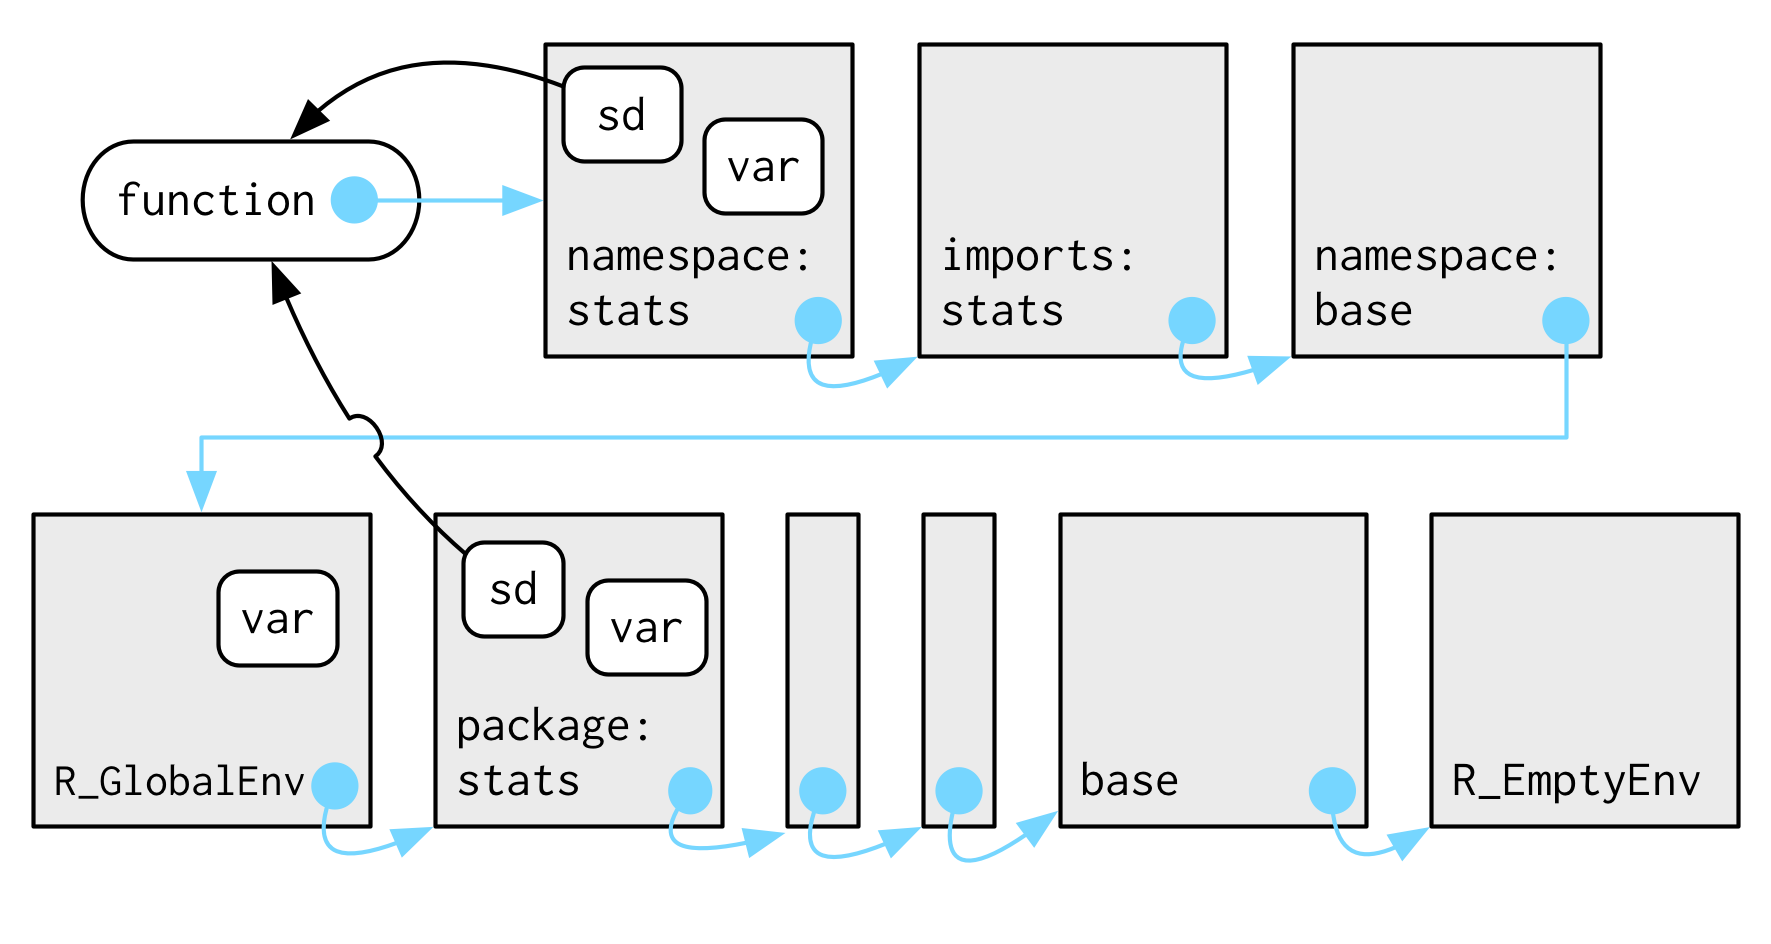 sd
var
function
namespace:
stats
imports:
stats
namespace:
base
var
sd
var
R_GlobalEnv
package:
stats
base
R_EmptyEnv